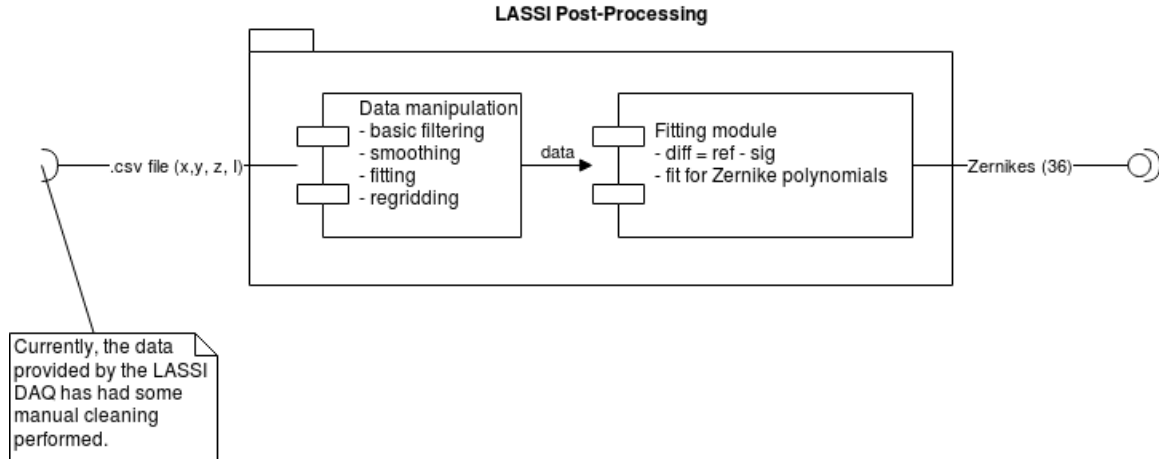 LASSI Post-Processing
Data manipulation
- basic filtering
- smoothing
- fitting
- regridding
Fitting module
- diff = ref - sig
- fit for Zernike polynomials
.csv file (x,y, z, I)
data
Zernikes (36)
Currently, the data
provided by the LASSI
DAQ has had some
manual cleaning
performed.